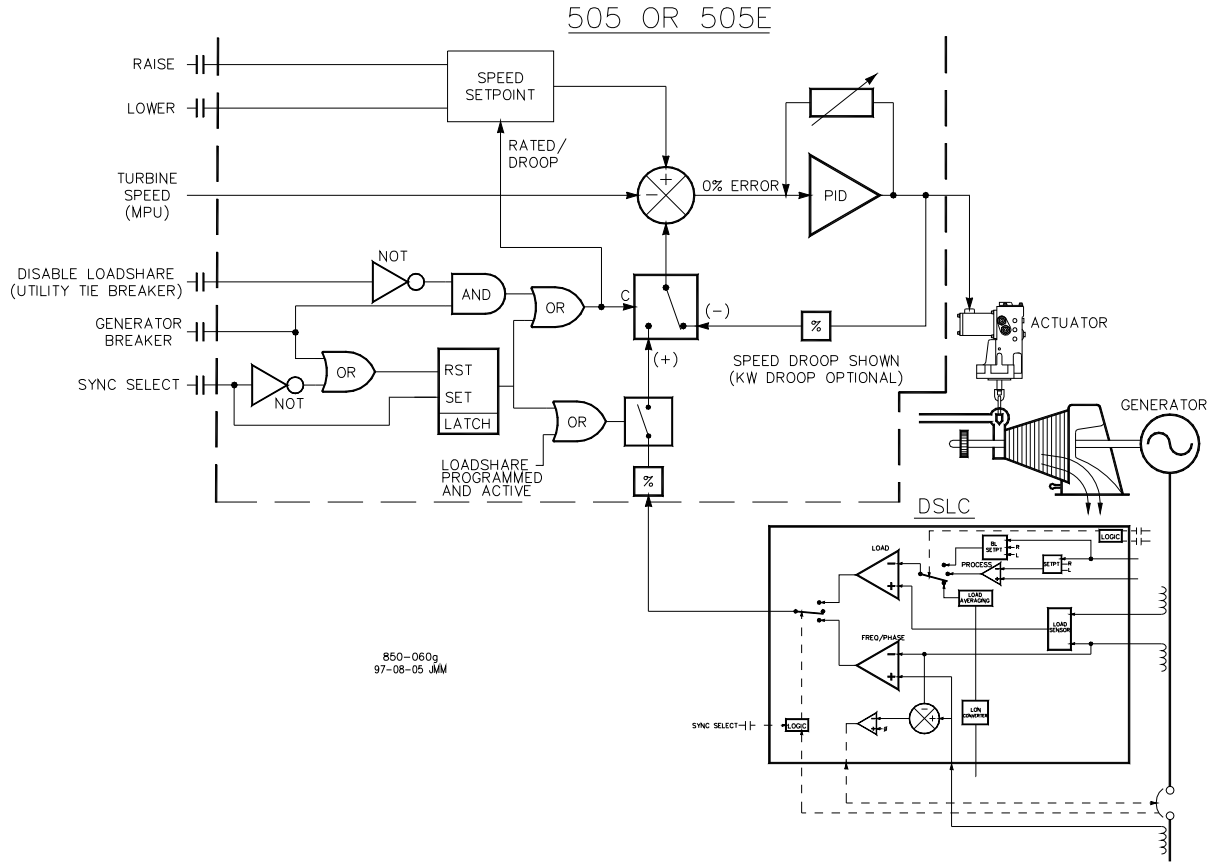 505 OR 505E
RAISE
LOWER
SPEED
SETPOINT
RATED/
DROOP
TURBINE
SPEED
(MPU)
+
−
0% ERROR
PID
DISABLE LOADSHARE
(UTILITY TIE BREAKER)
NOT
AND
OR
C
(−)
(+)
%
SPEED DROOP SHOWN
(KW DROOP OPTIONAL)
GENERATOR
BREAKER
SYNC SELECT
NOT
OR
RST
SET
LATCH
OR
LOADSHARE
PROGRAMMED
AND ACTIVE
%
ACTUATOR
GENERATOR
DSLC
LOGIC
LOAD
−
+
BL
SETPT
R
L
PROCESS
−
+
SETPT
R
L
LOAD
AVERAGING
LOAD
SENSOR
FREQ/PHASE
−
+
LON
CONVERTER
−
+
SYNC SELECT
LOGIC
850-060g
97-08-05 JMM